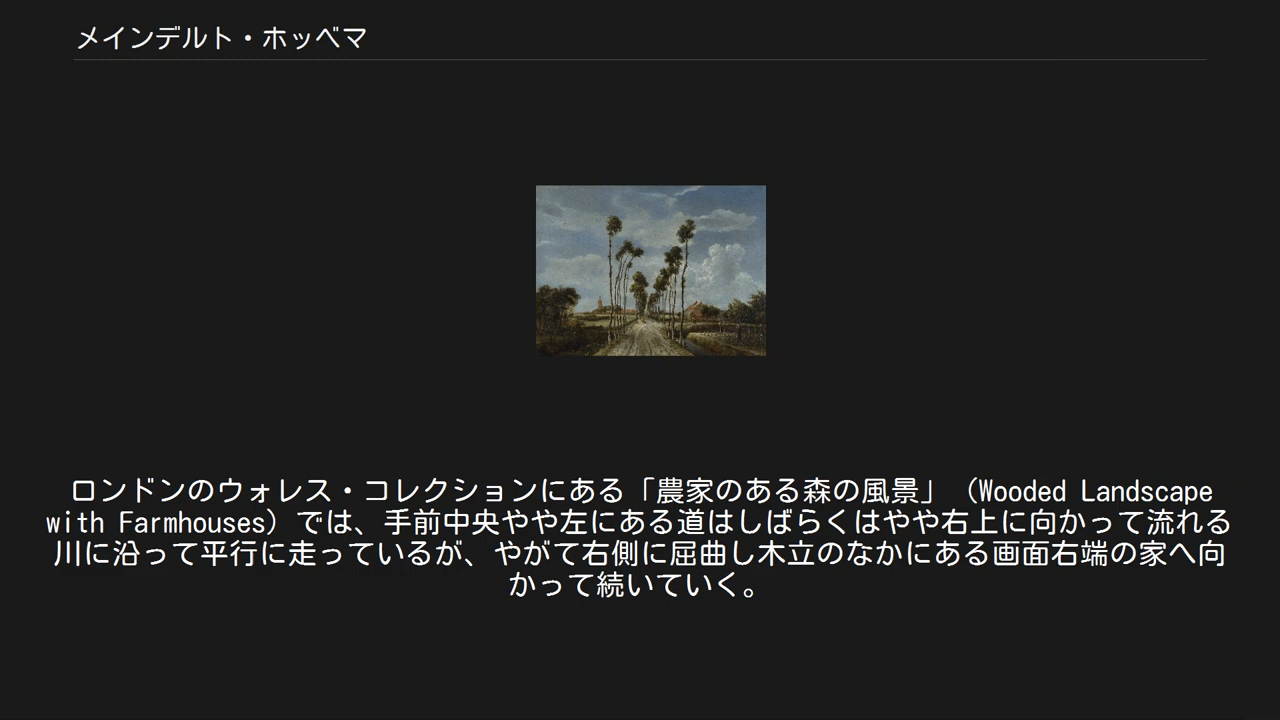 メインデルト・ホッベマ
ロンドンのウォレス・コレクションにある「農家のある森の風景」（Wooded Landscape
with Farmhouses）では、手前中央やや左にある道はしばらくはやや右上に向かって流れる
川に沿って平行に走っているが、やがて右側に屈曲し木立のなかにある画面右端の家へ向
かって続いていく。